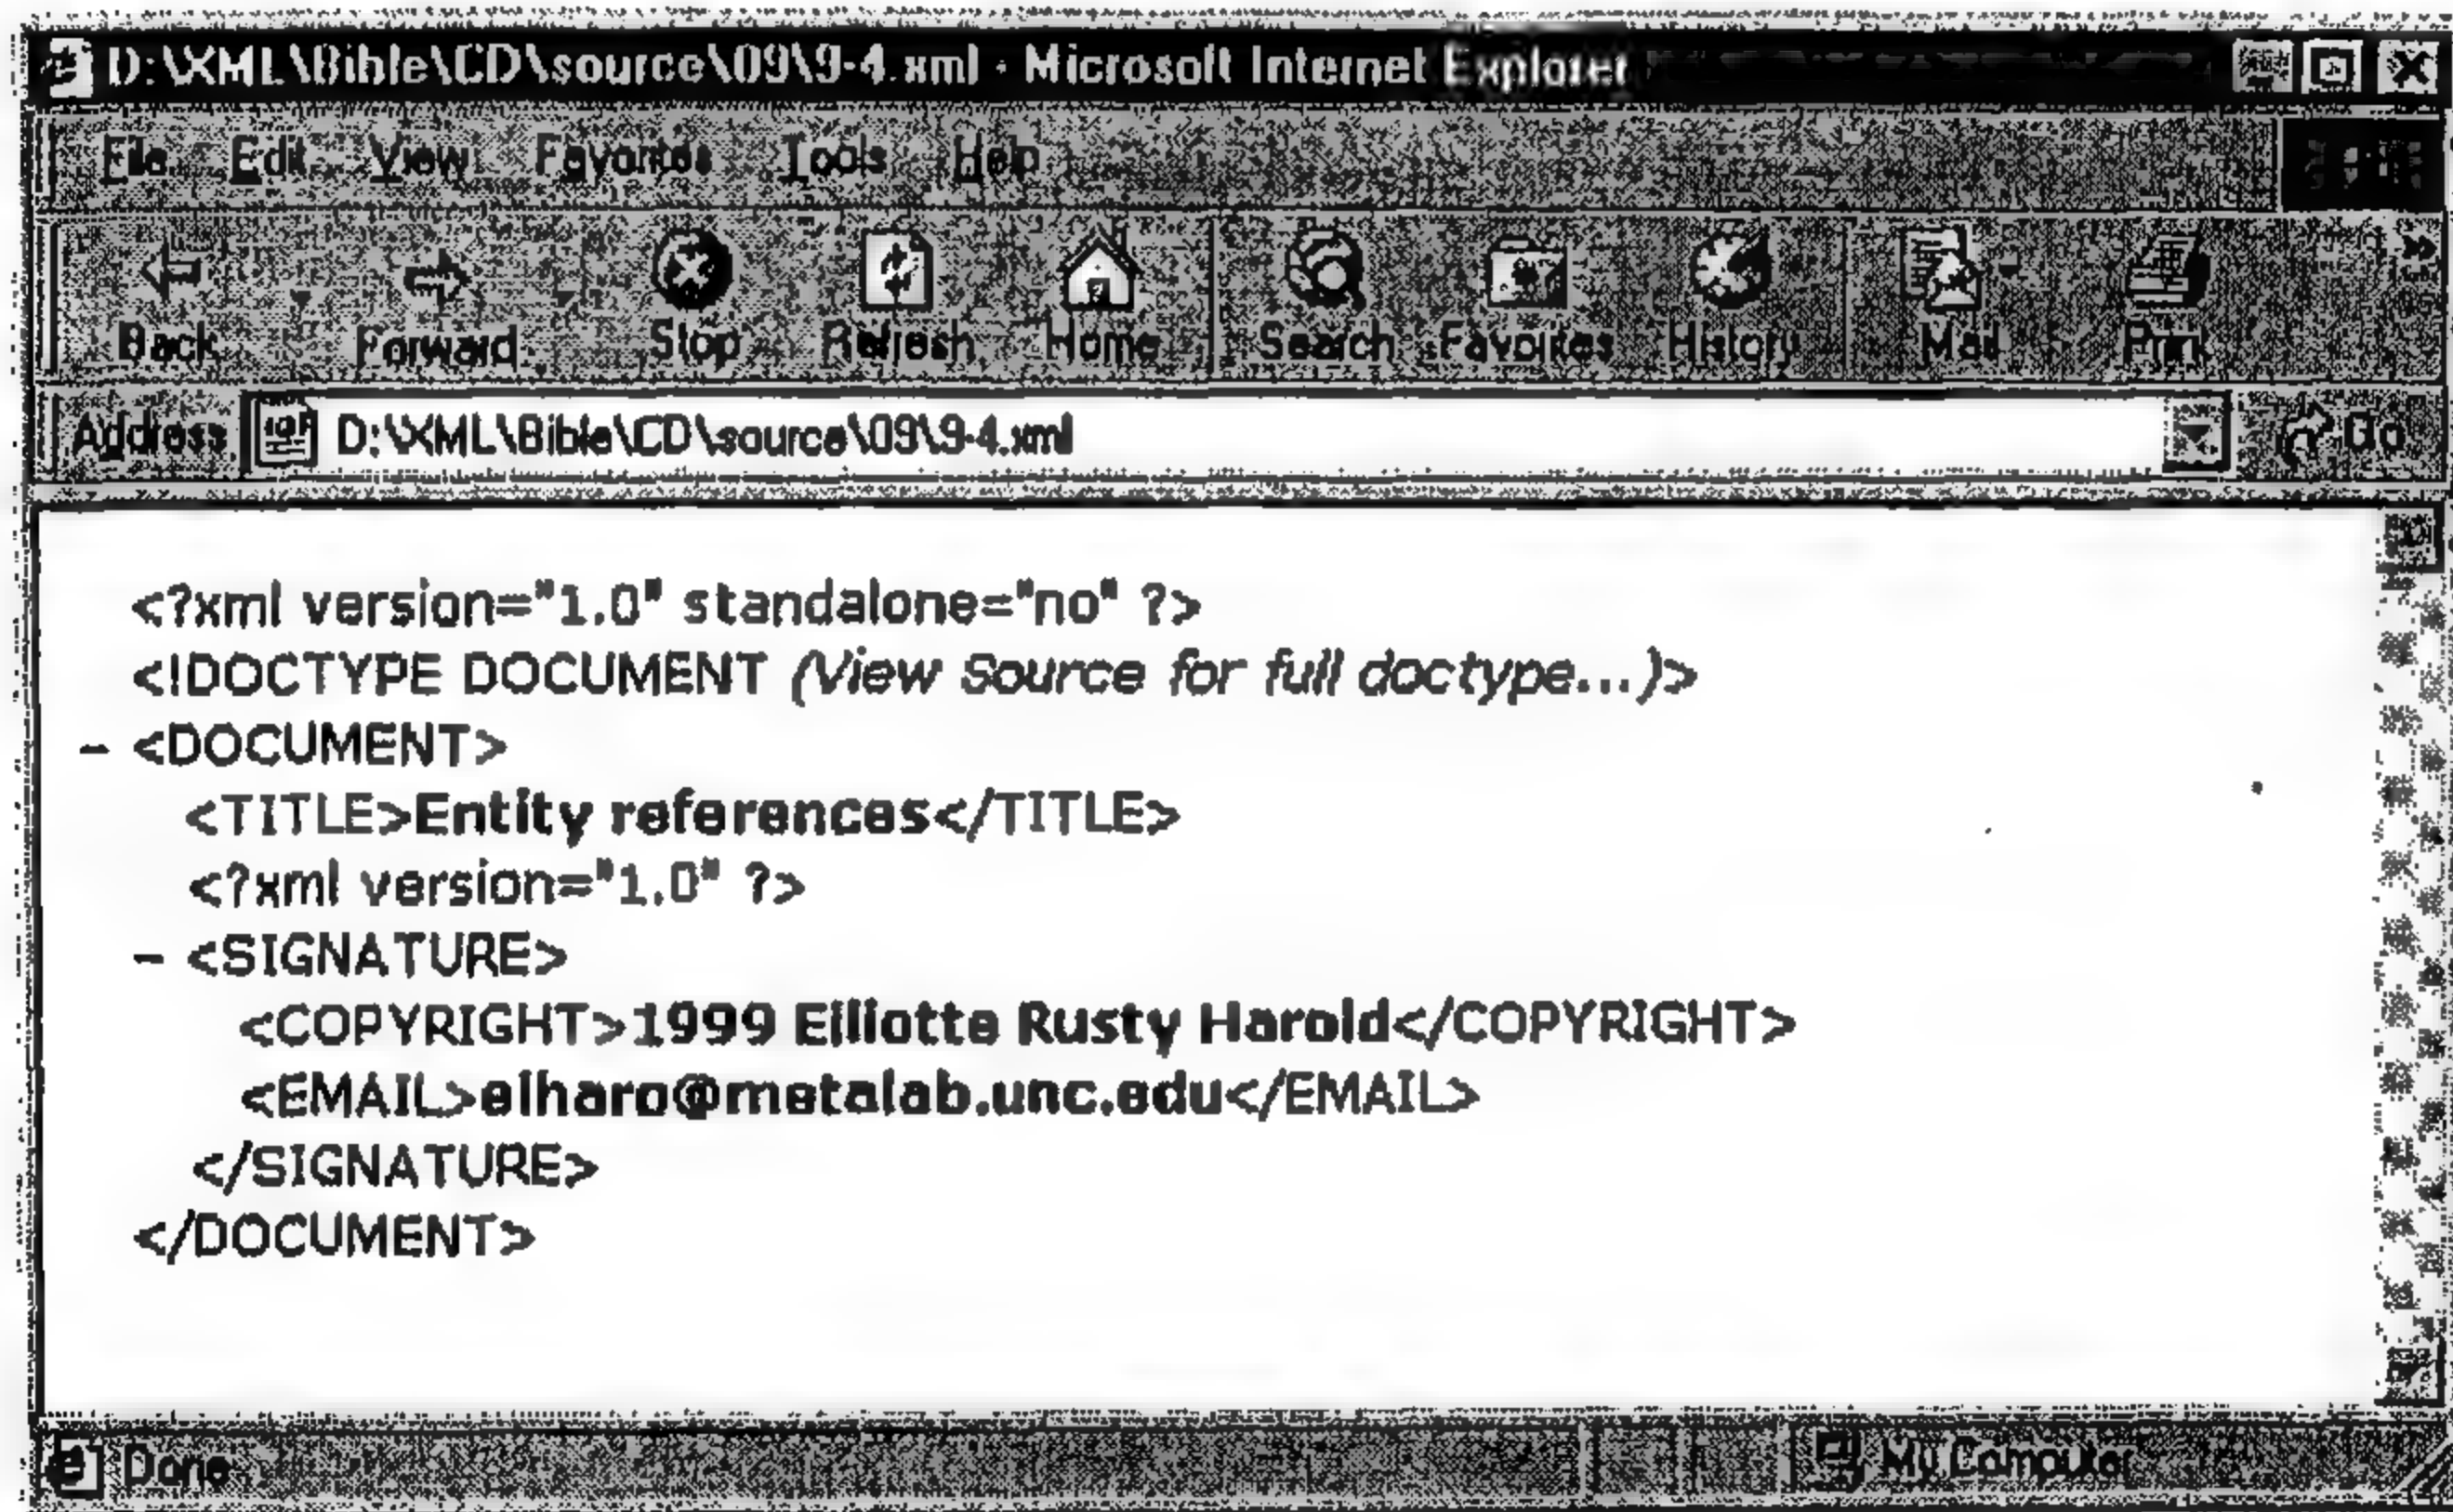 D:\XML\Bible\CD\source\09\9-4.xml - Microsoft Internet Explorer
File Edit View Favorites Tools Help
Back Forward Stop Refresh Home Search Favorites History Mail Print »
Address D:\XML\Bible\CD\source\09\9-4.xml Go
<?xml version="1.0" standalone="no" ?>
<!DOCTYPE DOCUMENT (View Source for full doctype...)>
- <DOCUMENT>
<TITLE>Entity references</TITLE>
<?xml version="1.0" ?>
- <SIGNATURE>
<COPYRIGHT>1999 Elliotte Rusty Harold</COPYRIGHT>
<EMAIL>elharo@metalab.unc.edu</EMAIL>
</SIGNATURE>
</DOCUMENT>
Done My Computer